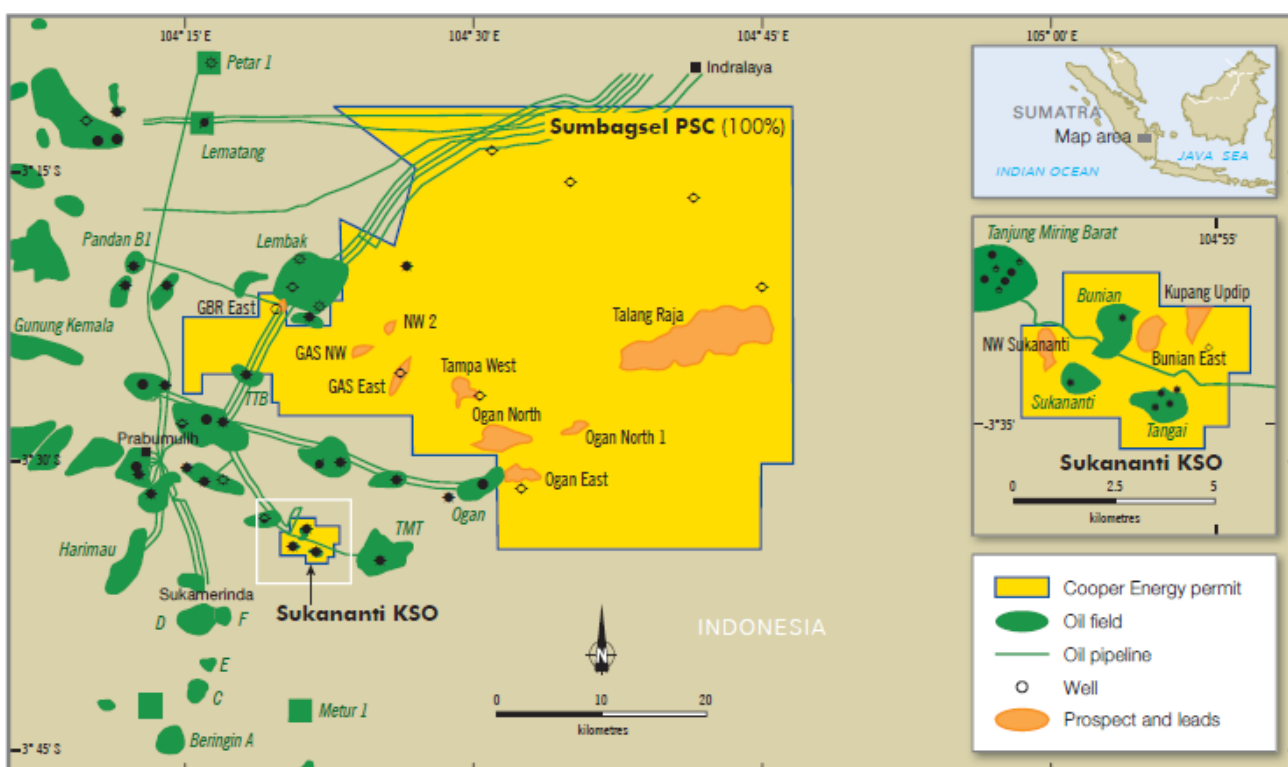 104° 15' E
104° 30' E
104° 45' E
105° 00' E
Petar 1
Indralaya
Sumbagsel PSC (100%)
Lematang
3° 15' S
Pandan B1
Lembak
GBR East
NW 2
Talang Raja
Gunung Kemala
GAS NW
GAS East
Tampa West
TTB
Ogan North
Ogan North 1
Prabumulih
3° 30' S
Ogan East
Ogan
Harimau
TMT
Sukamerinda
D
F
Sukananti KSO
INDONESIA
E
C
N
Metur 1
0
10
20
kilometres
Beringin A
3° 45' S
SUMATRA
Map area
JAVA SEA
INDIAN OCEAN
Tanjung Miring Barat
104°55'
Bunian
Kupang Updip
NW Sukananti
Bunian East
Sukananti
-3°35'
Tangai
Sukananti KSO
0
2.5
5
kilometres
Cooper Energy permit
Oil field
Oil pipeline
Well
Prospect and leads